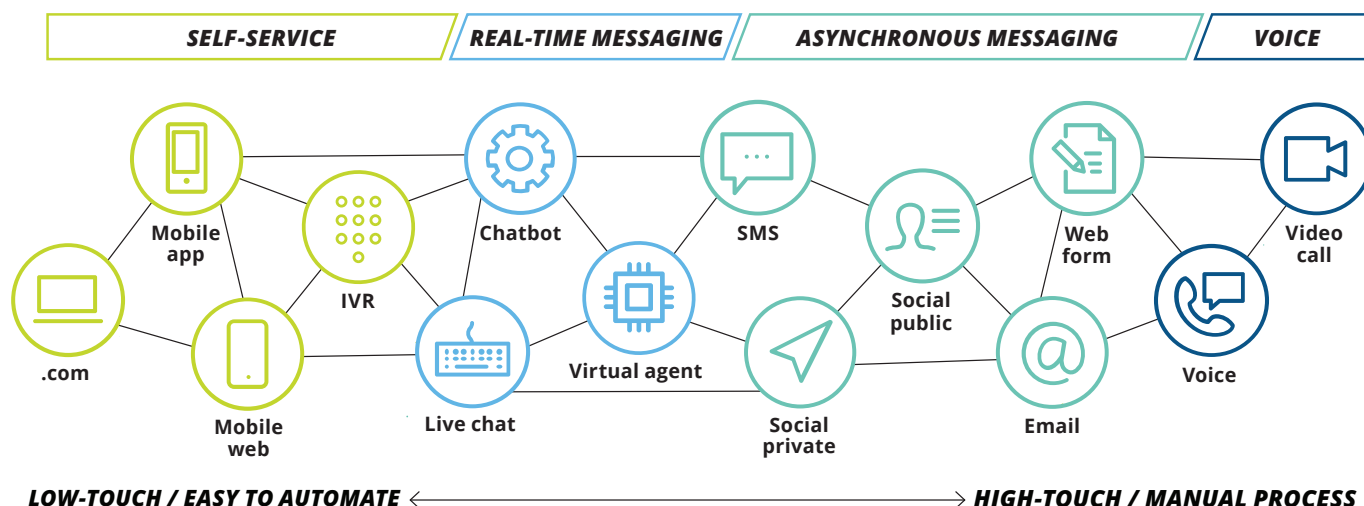 SELF-SERVICE
REAL-TIME MESSAGING
ASYNCHRONOUS MESSAGING
VOICE
Mobile
app
IVR
.com
Mobile
web
Chatbot
Live chat
Virtual agent
SMS
Social
private
Social
public
Web
form
Email
Voice
Video
call
LOW-TOUCH / EASY TO AUTOMATE
HIGH-TOUCH / MANUAL PROCESS